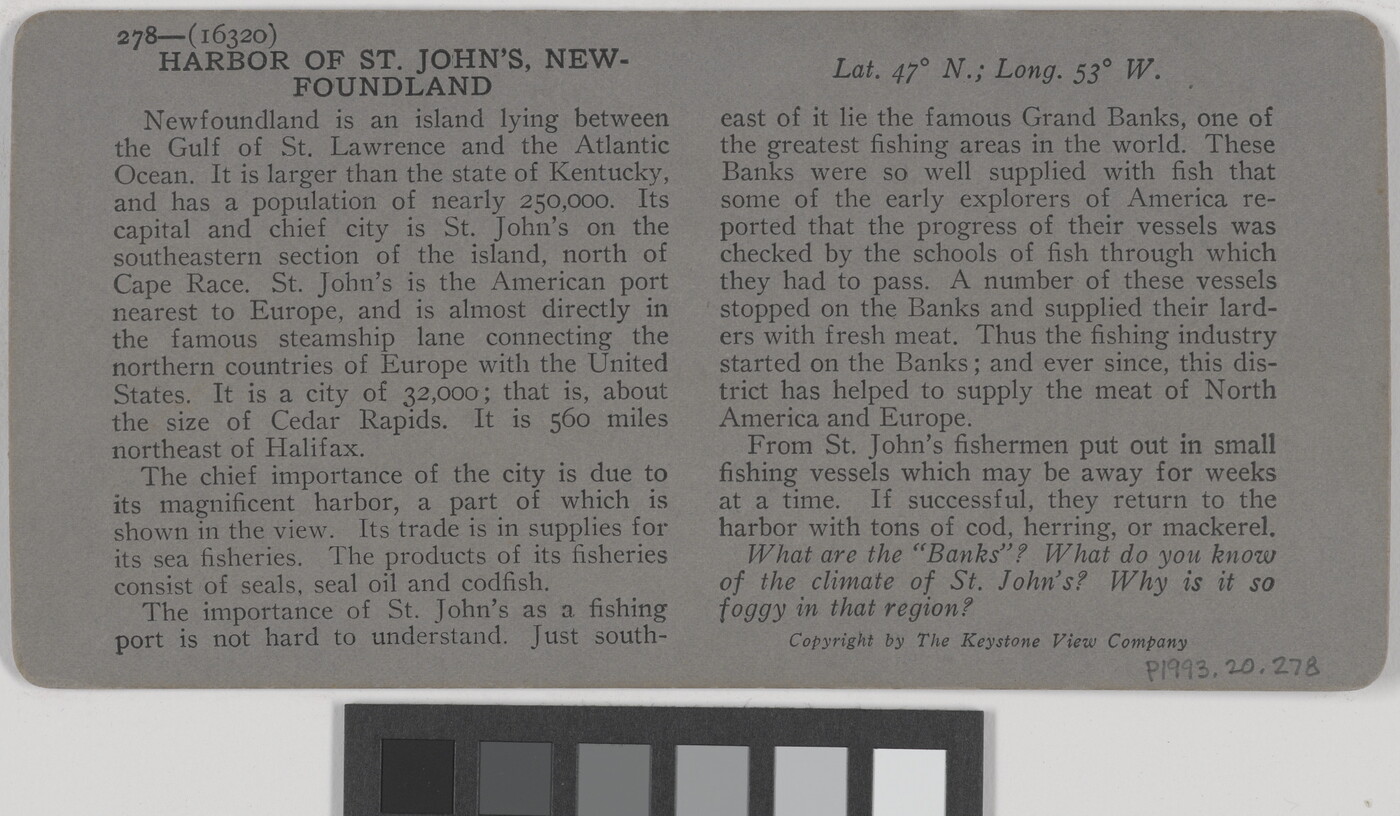 278—(16320)
HARBOR OF ST. JOHN'S, NEW-
FOUNDLAND
Newfoundland is an island lying between
the Gulf of St. Lawrence and the Atlantic
Ocean. It is larger than the state of Kentucky,
and has a population of nearly 250,000. Its
capital and chief city is St. John's on the
southeastern section of the island, north of
Cape Race. St. John's is the American port
nearest to Europe, and is almost directly in
the famous steamship lane connecting the
northern countries of Europe with the United
States. It is a city of 32,000; that is, about
the size of Cedar Rapids. It is 560 miles
northeast of Halifax.
The chief importance of the city is due to
its magnificent harbor, a part of which is
shown in the view. Its trade is in supplies for
its sea fisheries. The products of its fisheries
consist of seals, seal oil and codfish.
The importance of St. John's as a fishing
port is not hard to understand. Just south-
Lat. 47° N.; Long. 53° W.
east of it lie the famous Grand Banks, one of
the greatest fishing areas in the world. These
Banks were so well supplied with fish that
some of the early explorers of America re-
ported that the progress of their vessels was
checked by the schools of fish through which
they had to pass. A number of these vessels
stopped on the Banks and supplied their lard-
ers with fresh meat. Thus the fishing industry
started on the Banks; and ever since, this dis-
trict has helped to supply the meat of North
America and Europe.
From St. John's fishermen put out in small
fishing vessels which may be away for weeks
at a time. If successful, they return to the
harbor with tons of cod, herring, or mackerel.
What are the "Banks"? What do you know
of the climate of St. John's? Why is it so
foggy in that region?
Copyright by The Keystone View Company
P1993.20.278